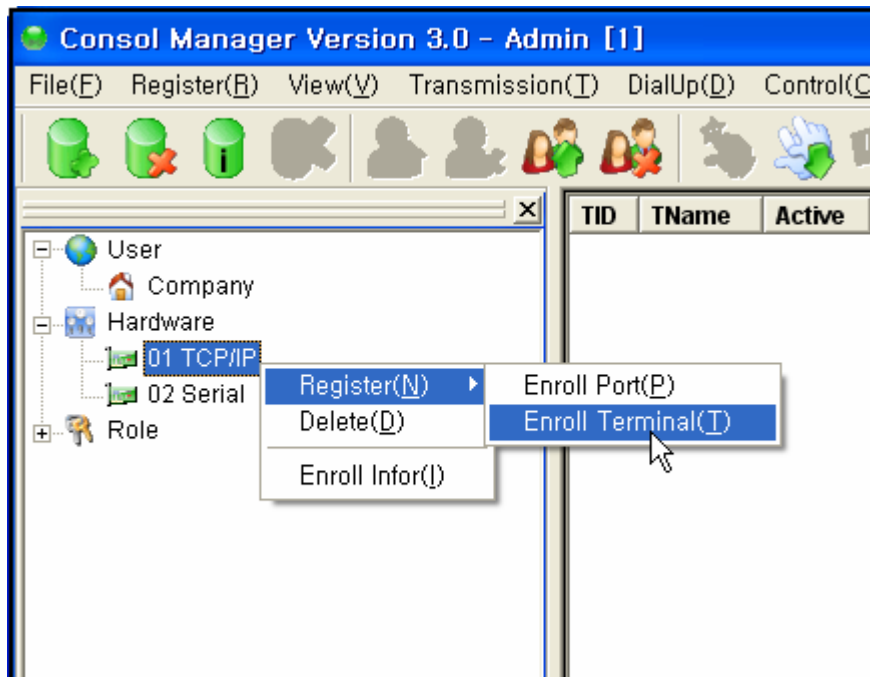 Consol Manager Version 3.0 - Admin [1]
File(F) Register(R) View(V) Transmission(T) DialUp(D) Control(C
TID TName Active
User
Company
Hardware
01 TCP/IP
02 Serial
Role
Register(N)
Delete(D)
Enroll Infor(I)
Enroll Port(P)
Enroll Terminal(T)